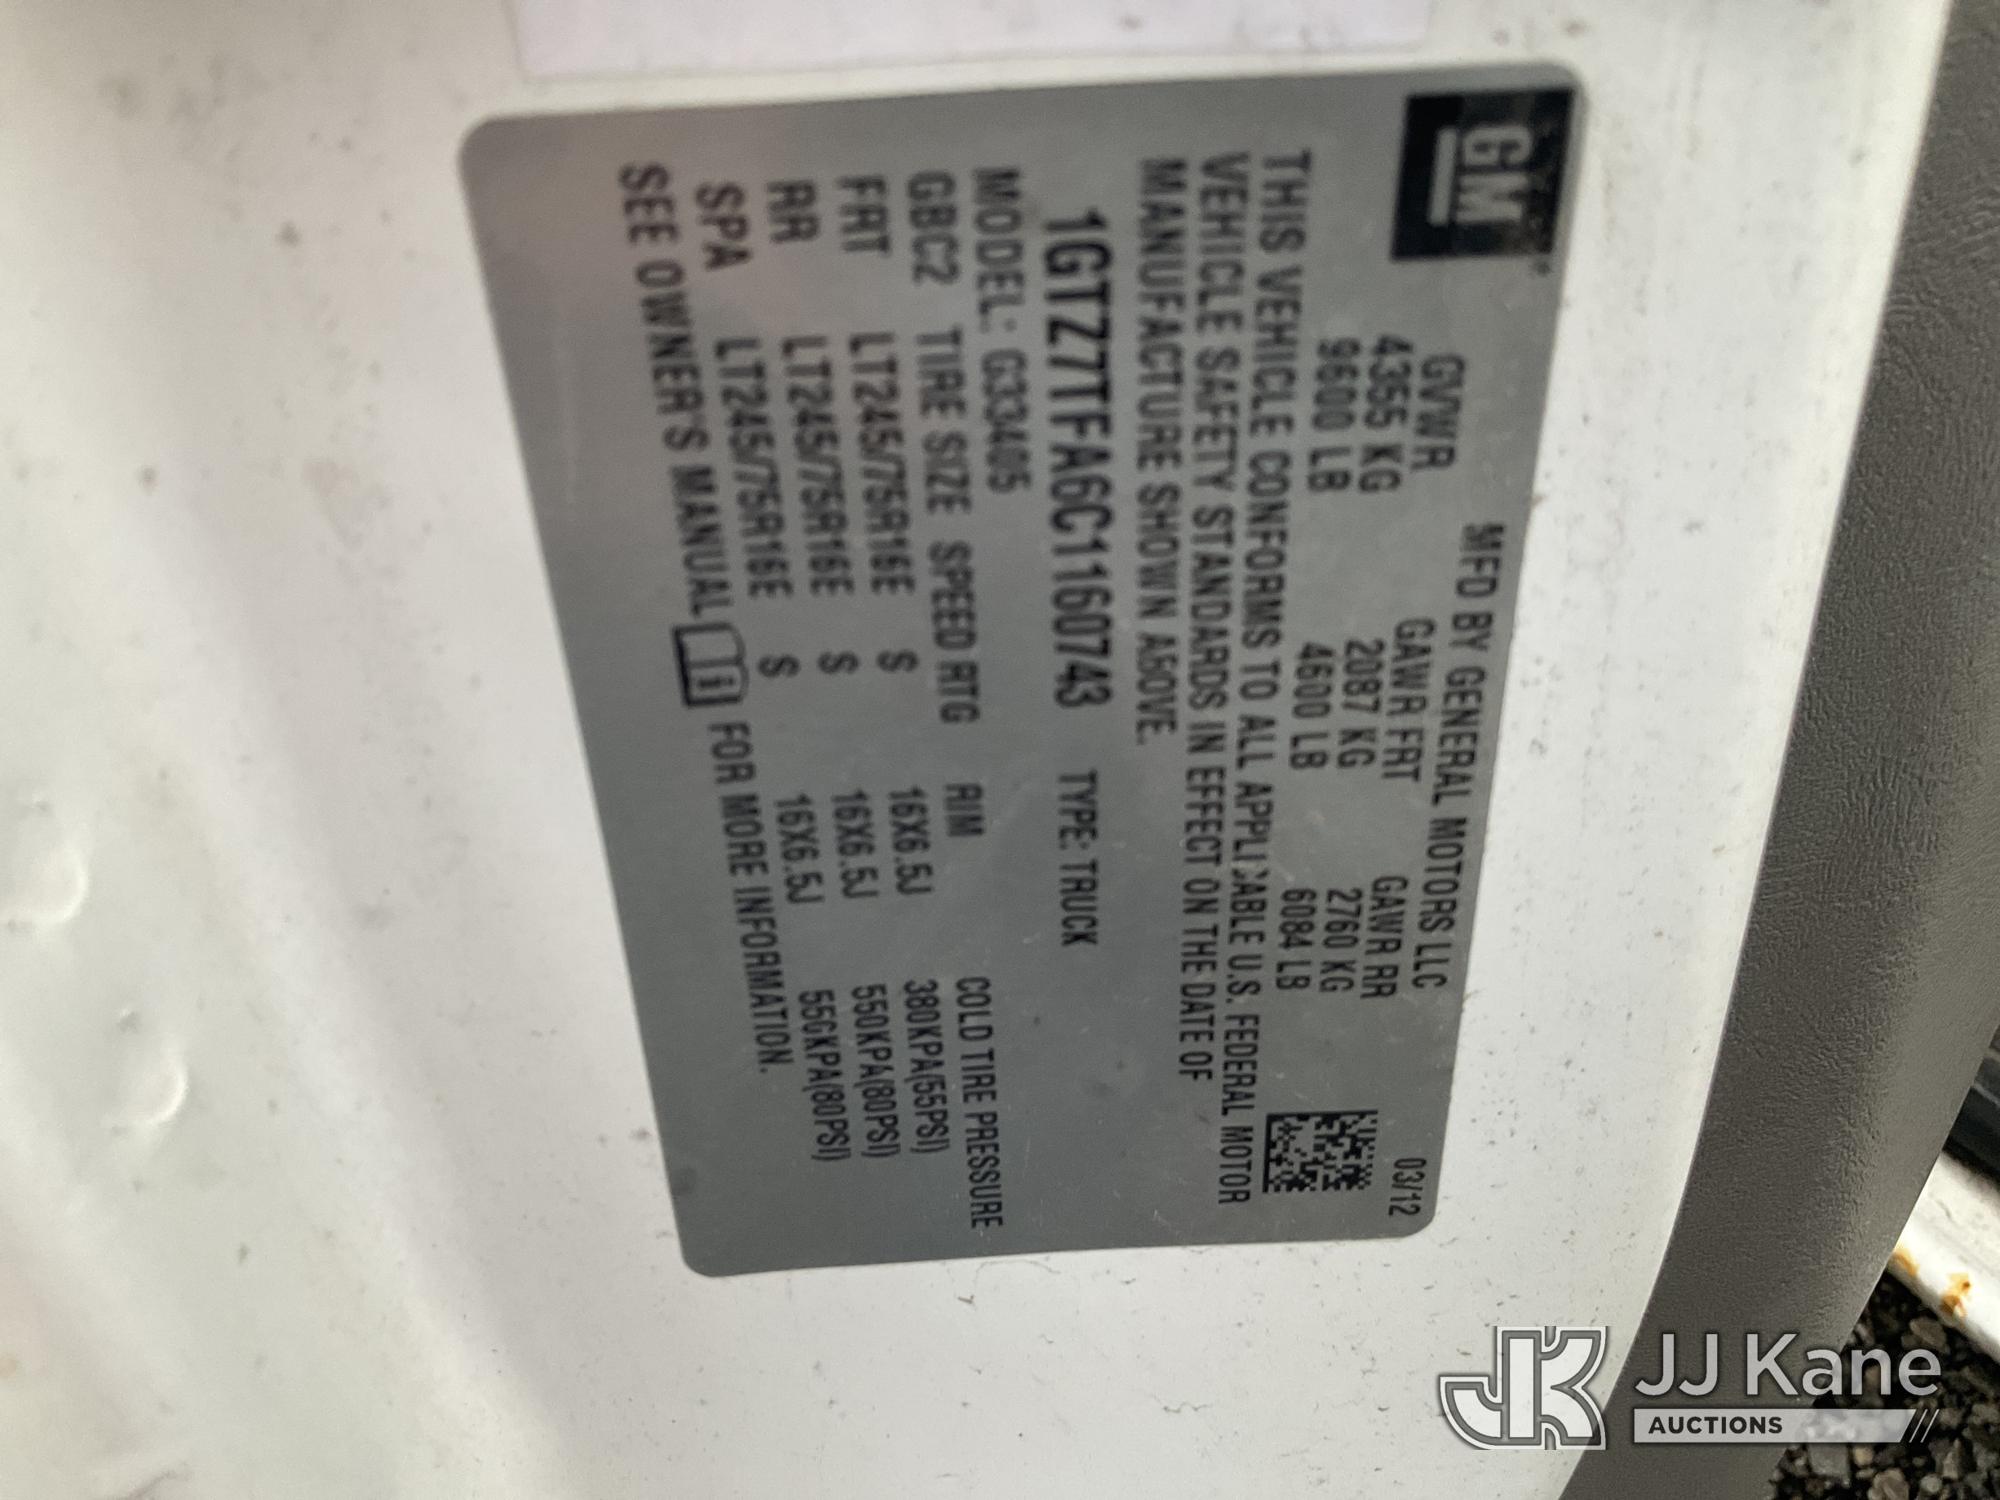 GM
MFD BY GENERAL MOTORS LLC 03/12
GVWR GAWR FRT GAWR RR
4355 KG 2087 KG 2760 KG
9600 LB 4600 LB 6084 LB
THIS VEHICLE CONFORMS TO ALL APPLICABLE U.S. FEDERAL MOTOR
VEHICLE SAFETY STANDARDS IN EFFECT ON THE DATE OF
MANUFACTURE SHOWN ABOVE.
1GTZ7TFA6C1160743 TYPE: TRUCK
MODEL: G33405
GBC2 TIRE SIZE SPEED RTG RIM COLD TIRE PRESSURE
FRT LT245/75R16E S 16X6.5J 380KPA(55PSI)
RR LT245/75R16E S 16X6.5J 550KPA(80PSI)
SPA LT245/75R16E S 16X6.5J 550KPA(80PSI)
SEE OWNER'S MANUAL FOR MORE INFORMATION.
JK JJ Kane
AUCTIONS